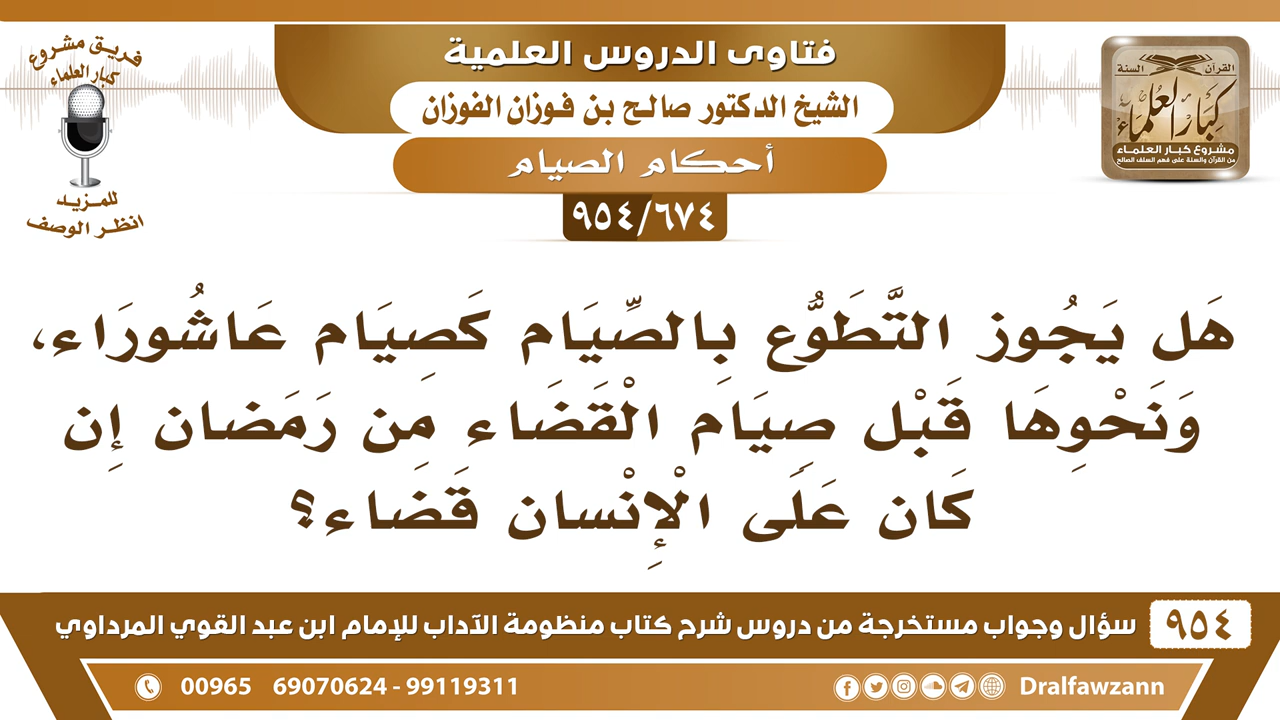 فتاوى الدروس العلمية
الشيخ الدكتور صالح بن فوزان الفوزان
أحكام الصيام
٩٥٤/٦٧٤
فريق مشروع
كبار العلماء
للمزيد
انظر الوصف
القرآن السنة
كبار العلماء
مشروع كبار العلماء
من القرآن والسنة على فهم السلف الصالح
هَل يَجُوز التَّطَوُّع بالصِّيَام كَصِيَام عَاشُورَاء،
وَنَحْوِهَا قَبْل صِيَام الْقَضَاء مِن رَمَضان إِن
كَان عَلَى الْإِنْسان قَضَاء؟
٩٥٤ سؤال وجواب مستخرجة من دروس شرح كتاب منظومة الآداب للإمام ابن عبد القوي المرداوي
00965 69070624 - 99119311
Dralfawzann